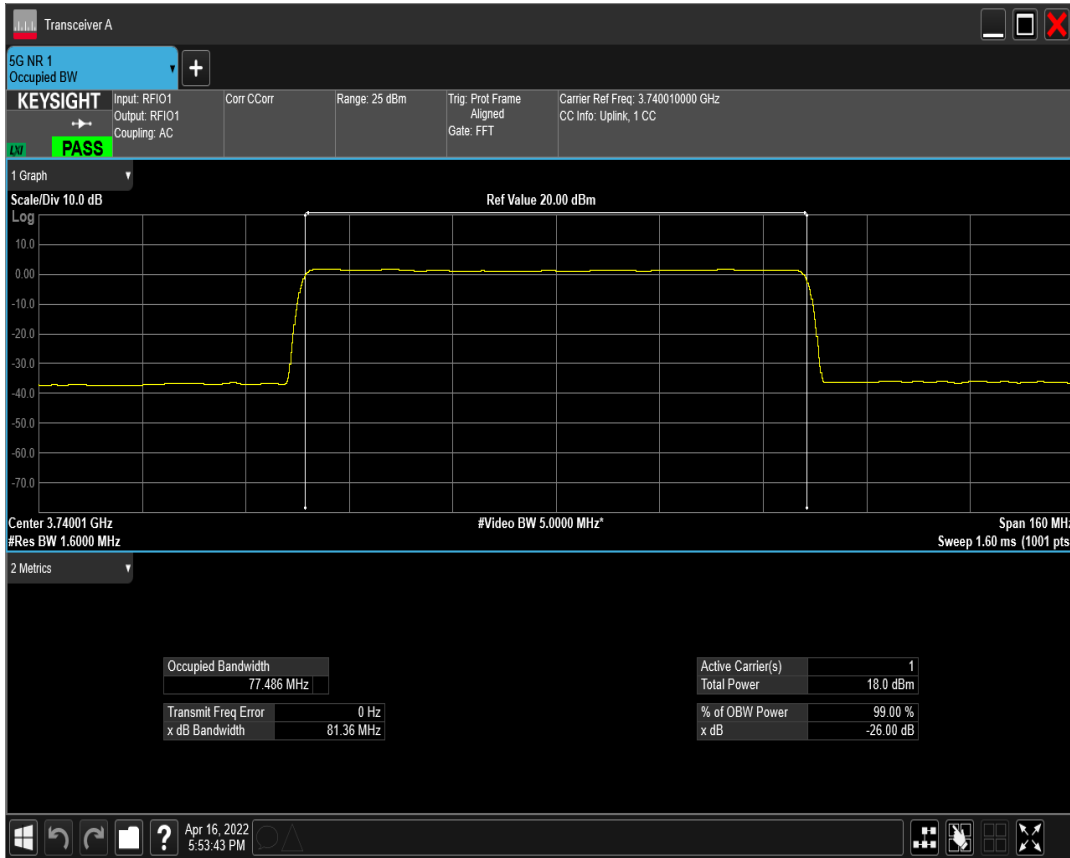 Transceiver A
5G NR 1
Occupied BW
+
KEYSIGHT
LXI
PASS
Input: RFIO1
Output: RFIO1
Coupling: AC
Corr CCorr
Range: 25 dBm
Trig: Prot Frame
Aligned
Gate: FFT
Carrier Ref Freq: 3.740010000 GHz
CC Info: Uplink, 1 CC
1 Graph
Scale/Div 10.0 dB
Ref Value 20.00 dBm
Log
10.0
0.00
-10.0
-20.0
-30.0
-40.0
-50.0
-60.0
-70.0
Center 3.74001 GHz
#Video BW 5.0000 MHz*
Span 160 MHz
#Res BW 1.6000 MHz
Sweep 1.60 ms (1001 pts
2 Metrics
Occupied Bandwidth
77.486 MHz
Transmit Freq Error 0 Hz
x dB Bandwidth 81.36 MHz
Active Carrier(s) 1
Total Power 18.0 dBm
% of OBW Power 99.00 %
x dB -26.00 dB
?
Apr 16, 2022
5:53:43 PM